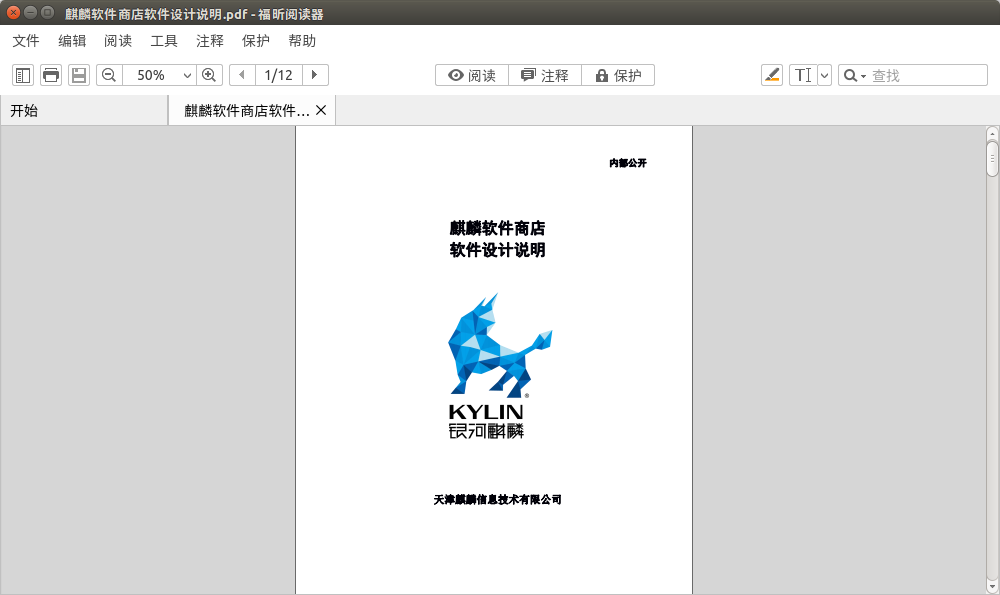 麒麟软件商店软件设计说明.pdf - 福昕阅读器
文件 编辑 阅读 工具 注释 保护 帮助
50% 1/12 阅读 注释 保护 查找
开始 麒麟软件商店软件...
内部公开
麒麟软件商店
软件设计说明
KYLIN
银河麒麟
天津麒麟信息技术有限公司